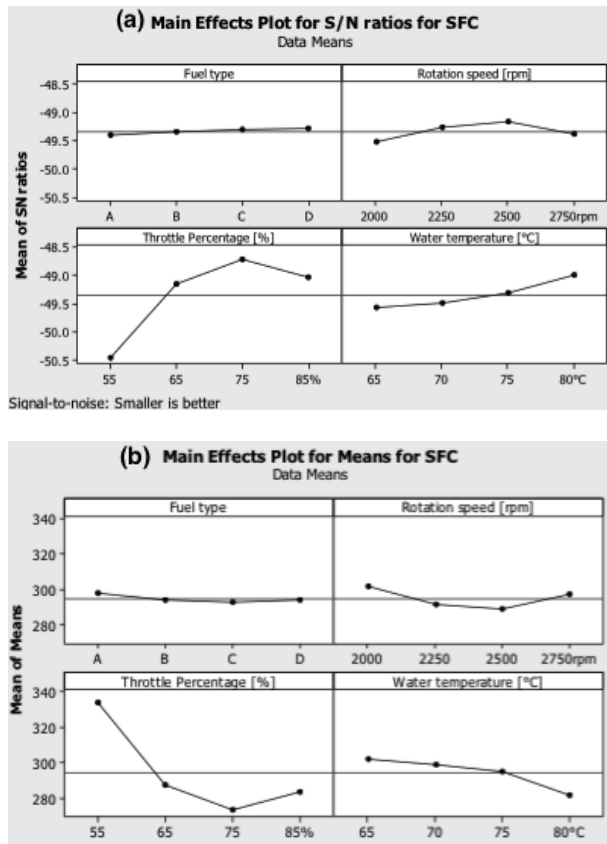 (a) Main Effects Plot for S/N ratios for SFC
Data Means
Fuel type Rotation speed [rpm]
-48.5
-49.0
-49.5
-50.0
-50.5
A B C D 2000 2250 2500 2750rpm
Throttle Percentage [%] Water temperature [°C]
-48.5
-49.0
-49.5
-50.0
-50.5
55 65 75 85% 65 70 75 80°C
Mean of SN ratios
Signal-to-noise: Smaller is better
(b) Main Effects Plot for Means for SFC
Data Means
Fuel type Rotation speed [rpm]
340
320
300
280
A B C D 2000 2250 2500 2750rpm
Throttle Percentage [%] Water temperature [°C]
340
320
300
280
55 65 75 85% 65 70 75 80°C
Mean of Means